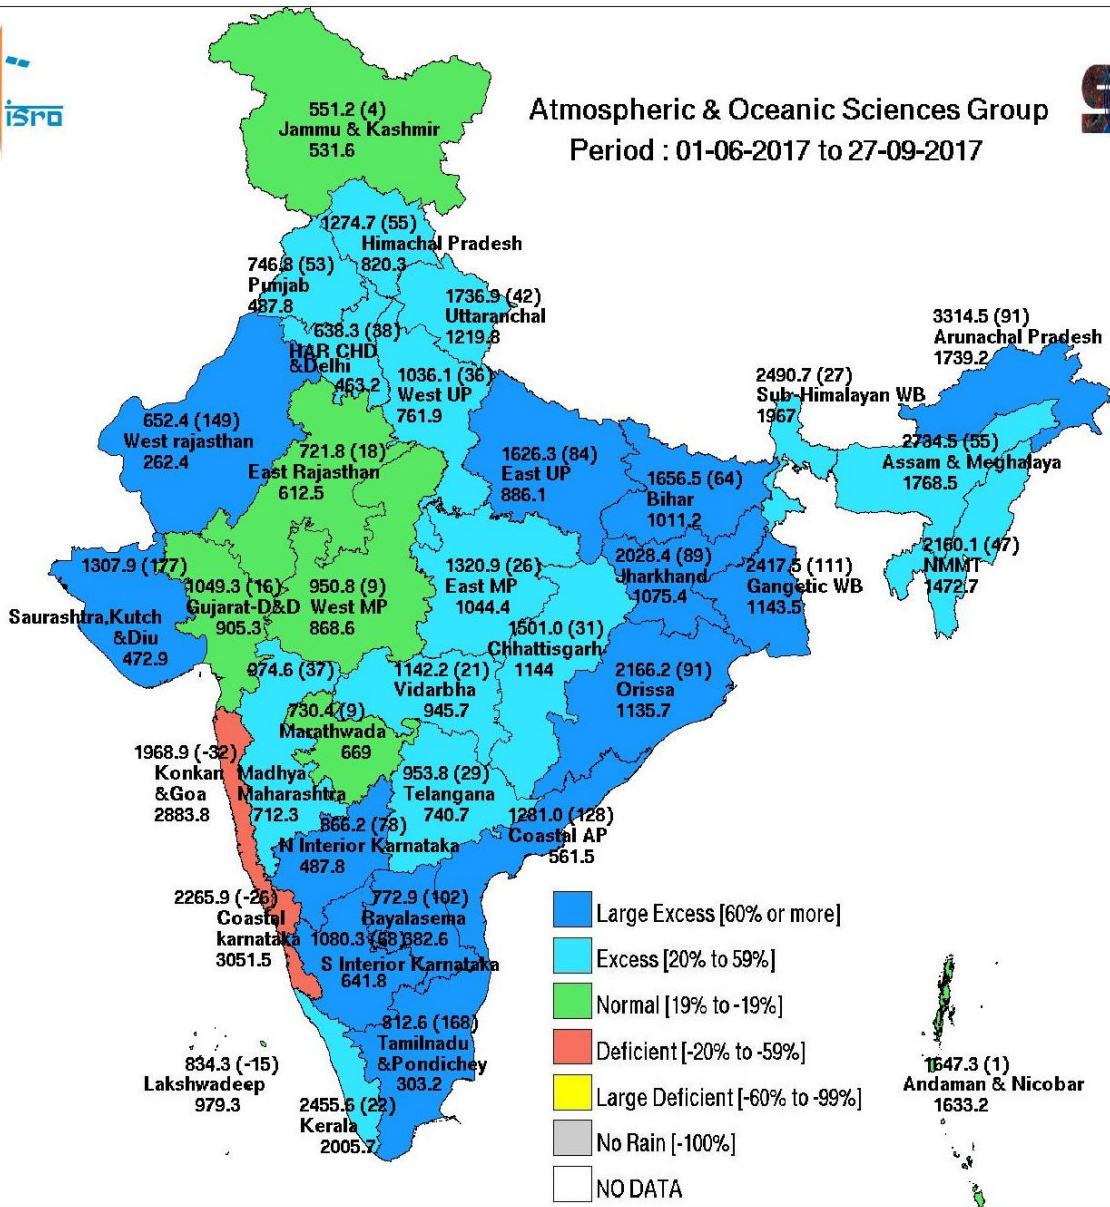 isro
Atmospheric & Oceanic Sciences Group
Period : 01-06-2017 to 27-09-2017
551.2 (4)
Jammu & Kashmir
531.6
1274.7 (55)
Himachal Pradesh
820.3
746.8 (53)
Punjab
487.8
1736.9 (42)
Uttaranchal
1219.8
638.3 (38)
HAR CHD
&Delhi
463.2
1036.1 (36)
West UP
761.9
3314.5 (91)
Arunachal Pradesh
1739.2
2490.7 (27)
Sub-Himalayan WB
1967
652.4 (149)
West rajasthan
262.4
721.8 (18)
East Rajasthan
612.5
1626.3 (84)
East UP
886.1
1656.5 (64)
Bihar
1011.2
2734.5 (55)
Assam & Meghalaya
1768.5
1307.9 (177)
Saurashtra,Kutch
&Diu
472.9
1049.3 (16)
Gujarat-D&D
905.3
950.8 (9)
West MP
868.6
1320.9 (26)
East MP
1044.4
2028.4 (89)
Jharkhand
1075.4
2417.5 (111)
Gangetic WB
1143.5
2160.1 (47)
NMMT
1472.7
1501.0 (31)
Chhattisgarh
1144
974.6 (37)
Madhya
Maharashtra
712.3
1142.2 (21)
Vidarbha
945.7
2166.2 (91)
Orissa
1135.7
730.4 (9)
Marathwada
669
1968.9 (-32)
Konkan
&Goa
2883.8
953.8 (29)
Telangana
740.7
1281.0 (128)
Coastal AP
561.5
866.2 (78)
N Interior Karnataka
487.8
2265.9 (-26)
Coastal
karnataka
3051.5
772.9 (102)
Rayalasema
382.6
1080.3 (68)
S Interior Karnataka
641.8
812.6 (168)
Tamilnadu
&Pondichey
303.2
834.3 (-15)
Lakshwadeep
979.3
2455.6 (22)
Kerala
2005.7
1647.3 (1)
Andaman & Nicobar
1633.2
Large Excess [60% or more]
Excess [20% to 59%]
Normal [19% to -19%]
Deficient [-20% to -59%]
Large Deficient [-60% to -99%]
No Rain [-100%]
NO DATA